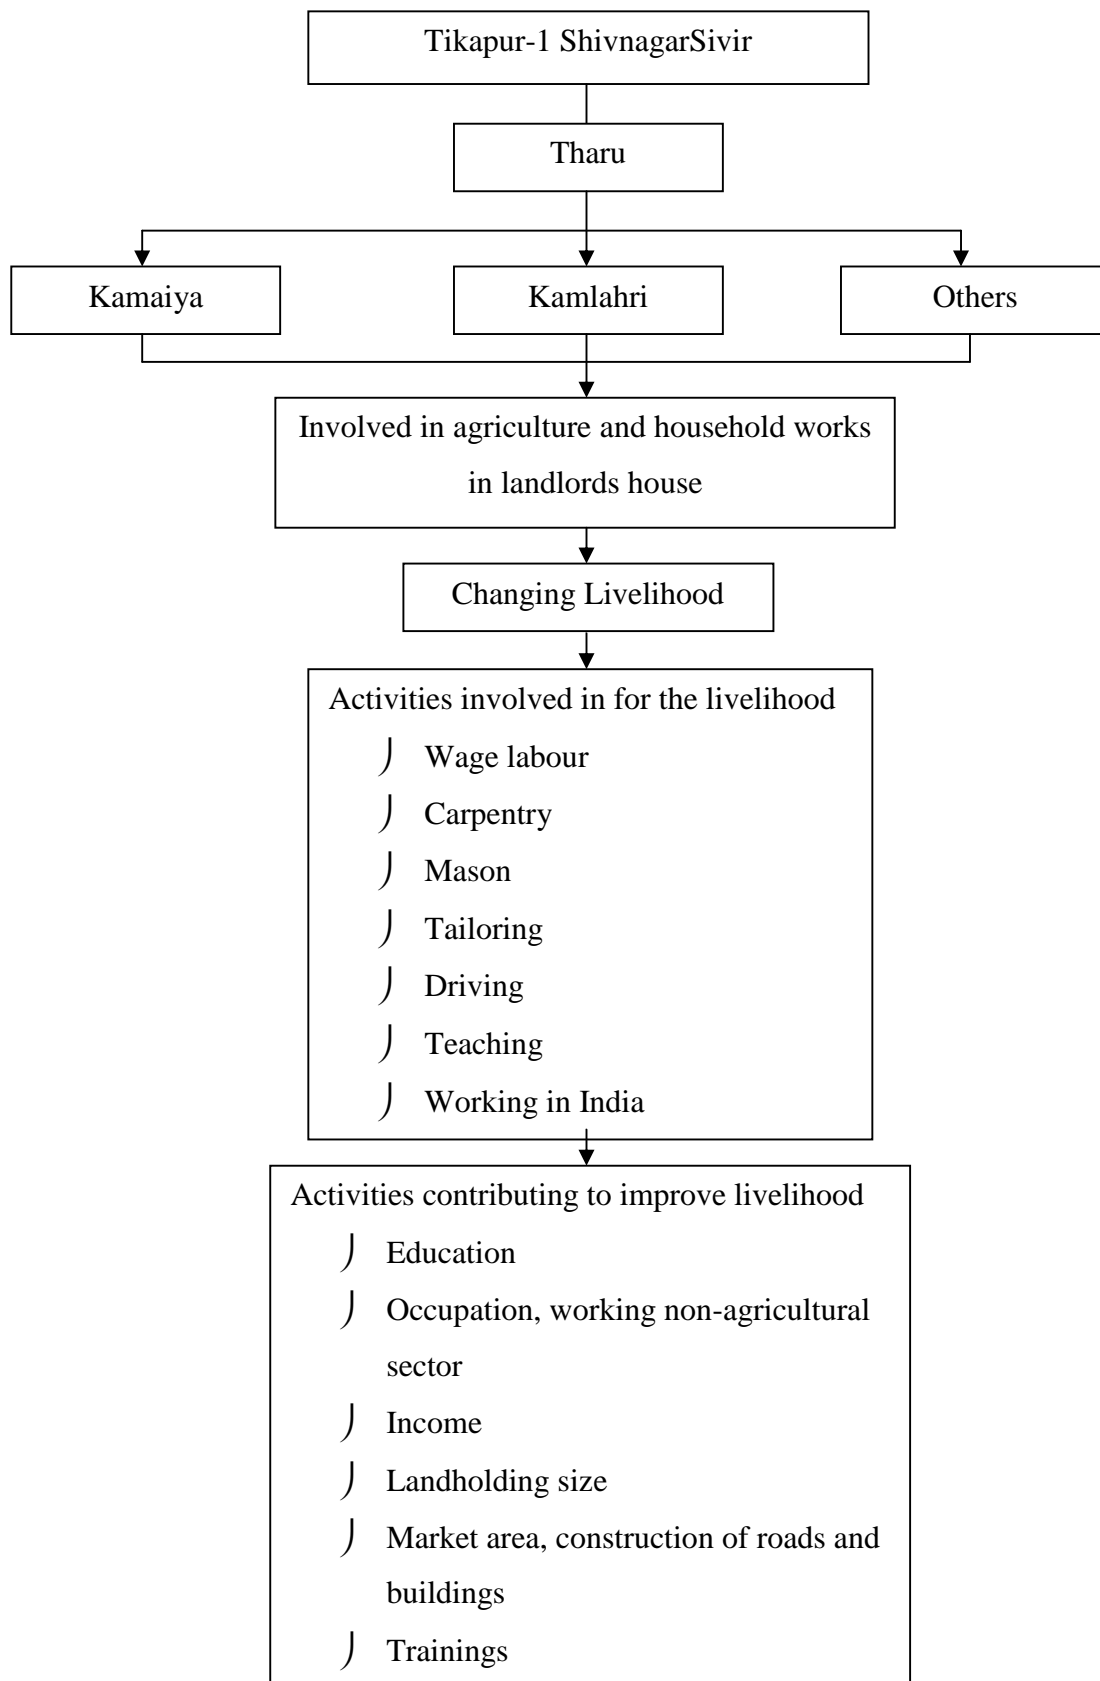 Tikapur-1 ShivnagarSivir
Tharu
Kamaiya
Kamlahri
Others
Involved in agriculture and household works
in landlords house
Changing Livelihood
Activities involved in for the livelihood
Wage labour
Carpentry
Mason
Tailoring
Driving
Teaching
Working in India
Activities contributing to improve livelihood
Education
Occupation, working non-agricultural
sector
Income
Landholding size
Market area, construction of roads and
buildings
Trainings